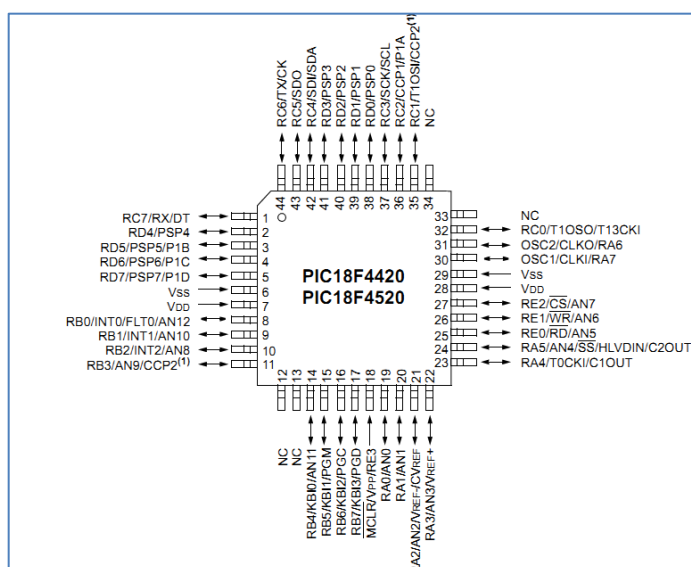 RC6/TX/CK
RC5/SDO
RC4/SDI/SDA
RD3/PSP3
RD2/PSP2
RD1/PSP1
RD0/PSP0
RC3/SCK/SCL
RC2/CCP1/P1A
RC1/T1OSI/CCP2(1)
NC
44
43
42
41
40
39
38
37
36
35
34
RC7/RX/DT 1
RD4/PSP4 2
RD5/PSP5/P1B 3
RD6/PSP6/P1C 4
RD7/PSP7/P1D 5
VSS 6
VDD 7
RB0/INT0/FLT0/AN12 8
RB1/INT1/AN10 9
RB2/INT2/AN8 10
RB3/AN9/CCP2(1) 11
PIC18F4420
PIC18F4520
33 NC
32 RC0/T1OSO/T13CKI
31 OSC2/CLKO/RA6
30 OSC1/CLKI/RA7
29 VSS
28 VDD
27 RE2/CS/AN7
26 RE1/WR/AN6
25 RE0/RD/AN5
24 RA5/AN4/SS/HLVDIN/C2OUT
23 RA4/T0CKI/C1OUT
12
13
14
15
16
17
18
19
20
21
22
NC
NC
RB4/KBI0/AN11
RB5/KBI1/PGM
RB6/KBI2/PGC
RB7/KBI3/PGD
MCLR/VPP/RE3
RA0/AN0
RA1/AN1
A2/AN2/VREF-/CVREF
RA3/AN3/VREF+